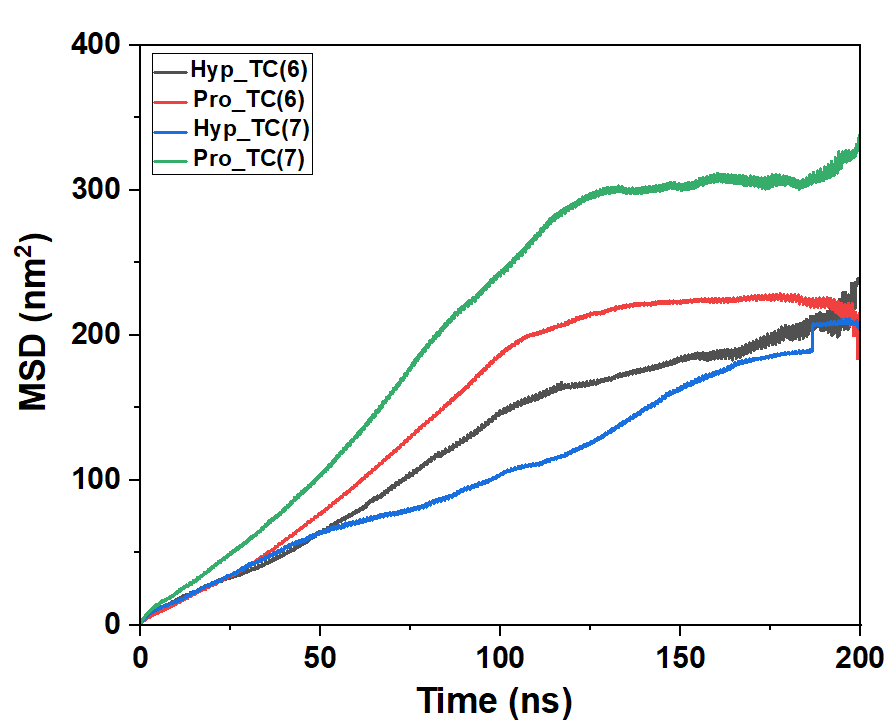 400
300
200
100
0
MSD (nm²)
Hyp_TC(6)
Pro_TC(6)
Hyp_TC(7)
Pro_TC(7)
0 50 100 150 200
Time (ns)